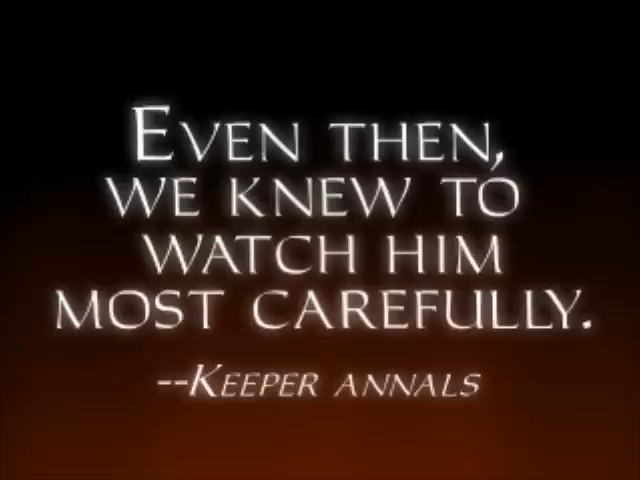 EVEN THEN,
WE KNEW TO
WATCH HIM
MOST CAREFULLY.
--KEEPER ANNALS